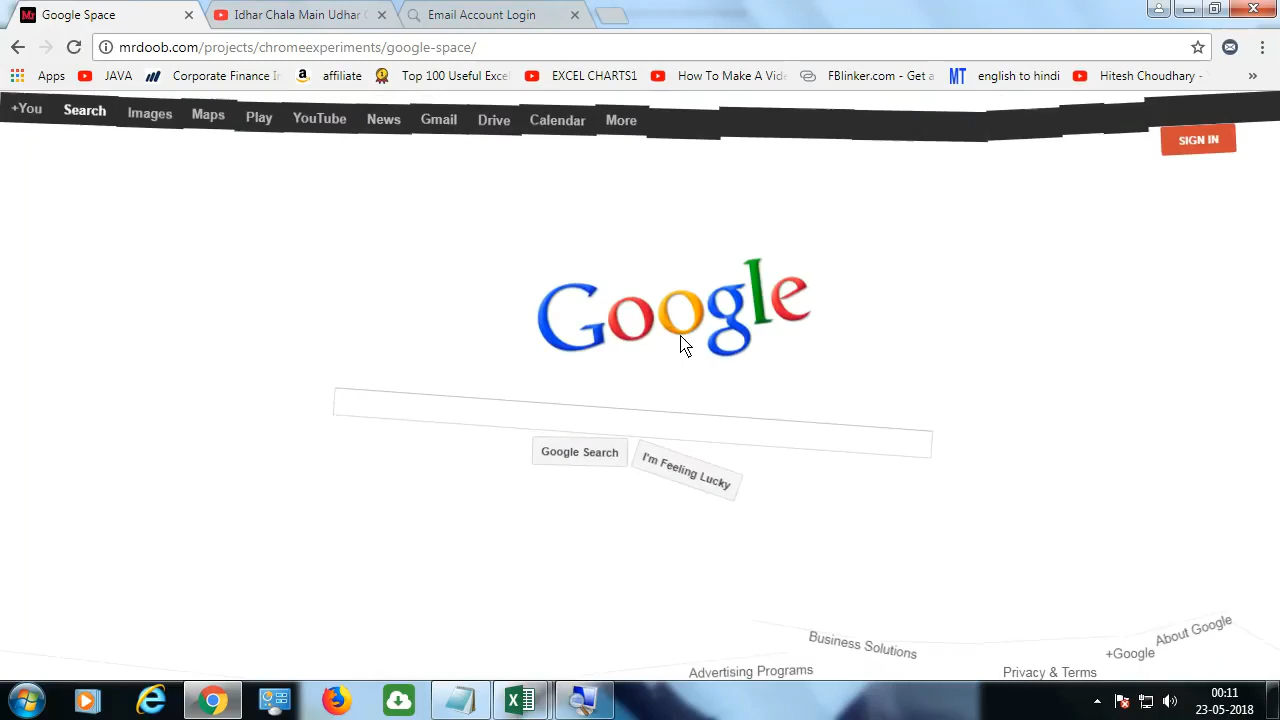 Google Space
Idhar Chala Main Udhar
Email Account Login
mrdoob.com/projects/chromeexperiments/google-space/
Apps
JAVA
Corporate Finance In
affiliate
Top 100 Useful Excel
EXCEL CHARTS1
How To Make A Vide
FBlinker.com - Get a
MT
english to hindi
Hitesh Choudhary -
»
+You
Search
Images
Maps
Play
YouTube
News
Gmail
Drive
Calendar
More
SIGN IN
Google
Google Search
I'm Feeling Lucky
Business Solutions
About Google
+Google
Advertising Programs
Privacy & Terms
00:11
23-05-2018